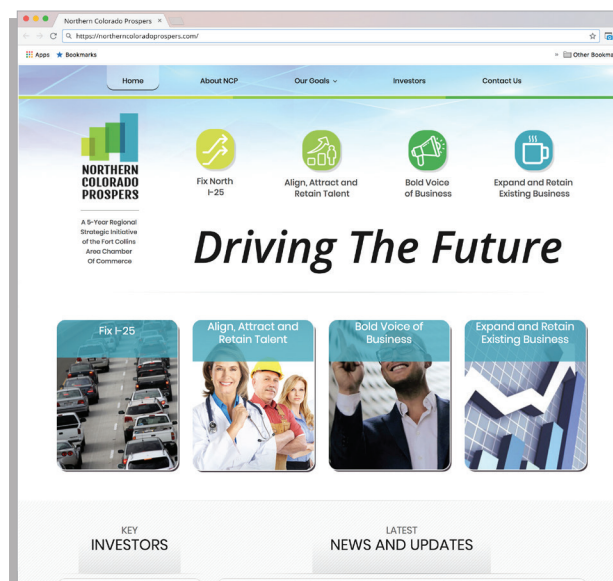 Northern Colorado Prospers
https://northerncoloradoprospers.com/
Apps
Bookmarks
» Other Bookma
Home
About NCP
Our Goals
Investors
Contact Us
NORTHERN
COLORADO
PROSPERS
A 5-Year Regional
Strategic Initiative
of the Fort Collins
Area Chamber
Of Commerce
Fix North
I-25
Align, Attract and
Retain Talent
Bold Voice
of Business
Expand and Retain
Existing Business
Driving The Future
Fix I-25
Align, Attract and
Retain Talent
Bold Voice of
Business
Expand and Retain
Existing Business
KEY
INVESTORS
LATEST
NEWS AND UPDATES